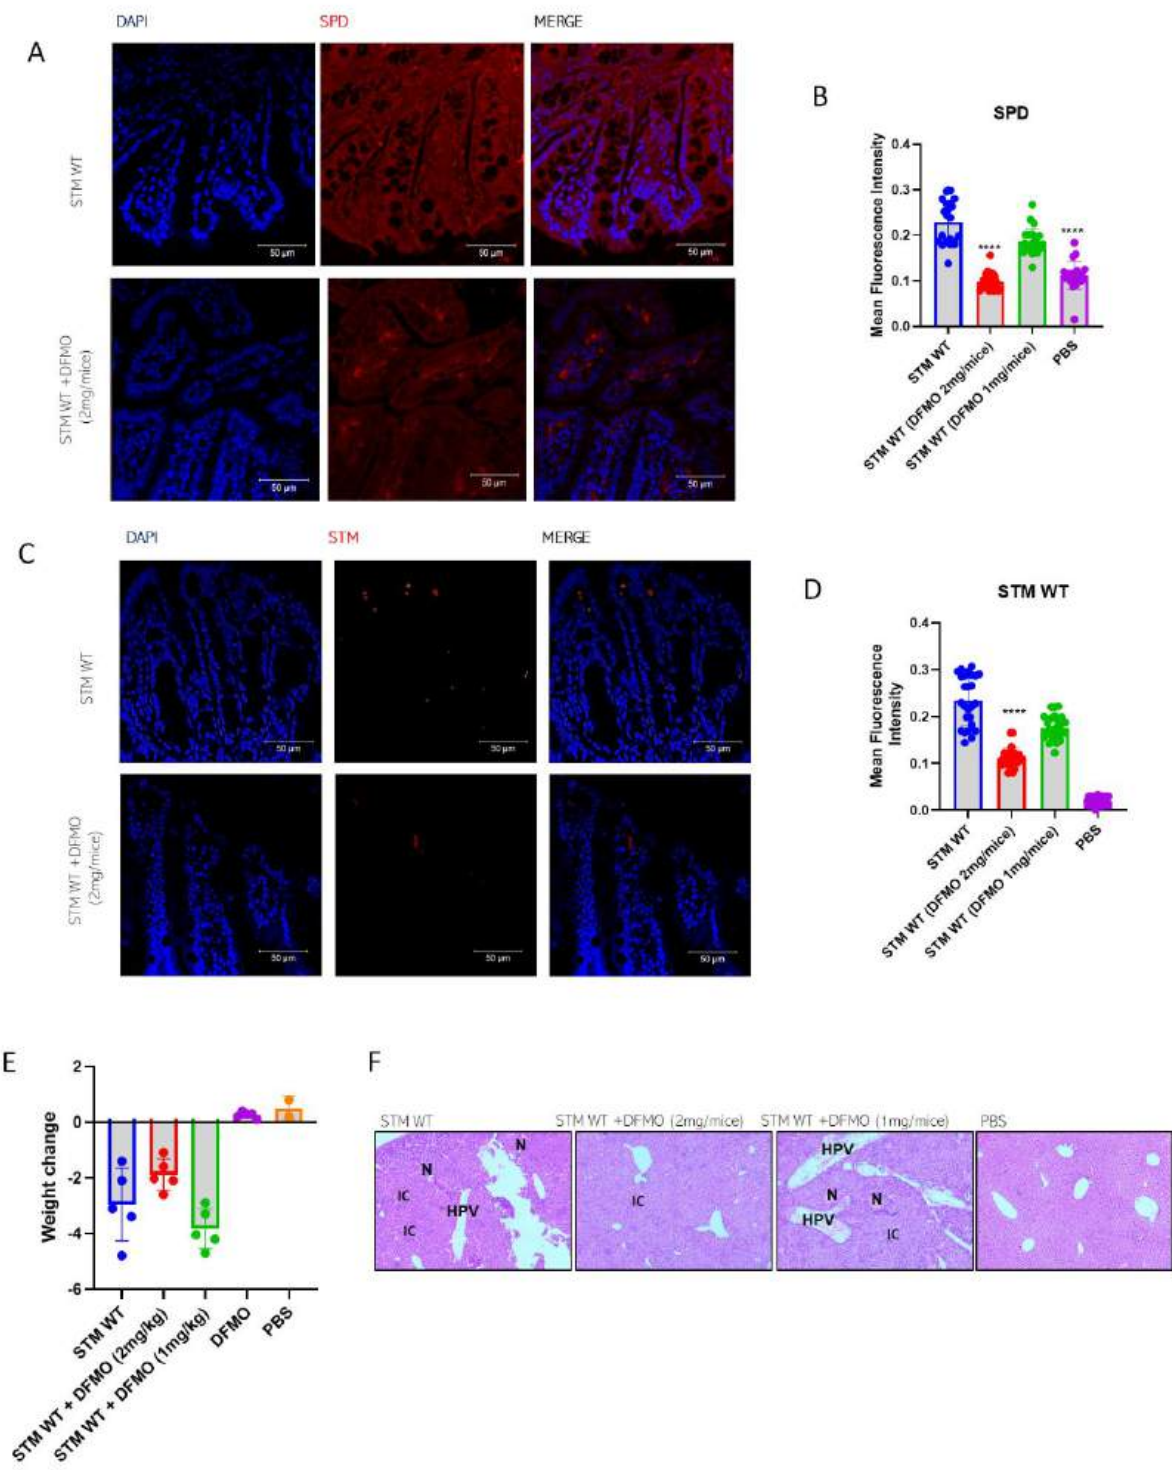 A
DAPI
SPD
MERGE
STM WT
50 µm
50 µm
50 µm
STM WT +DFMO
(2mg/mice)
50 µm
50 µm
50 µm
B
SPD
Mean Fluorescence Intensity
0.4
0.3
0.2
0.1
0.0
****
****
STM WT
STM WT (DFMO 2mg/mice)
STM WT (DFMO 1mg/mice)
PBS
C
DAPI
STM
MERGE
STM WT
50 µm
50 µm
50 µm
STM WT +DFMO
(2mg/mice)
50 µm
50 µm
50 µm
D
STM WT
Mean Fluorescence
Intensity
0.4
0.3
0.2
0.1
0.0
****
STM WT
STM WT (DFMO 2mg/mice)
STM WT (DFMO 1mg/mice)
PBS
E
Weight change
2
0
-2
-4
-6
STM WT
STM WT + DFMO (2mg/kg)
STM WT + DFMO (1mg/kg)
DFMO
PBS
F
STM WT
STM WT +DFMO (2mg/mice)
STM WT +DFMO (1mg/mice)
PBS
N
N
IC
HPV
IC
IC
HPV
N
N
HPV
IC